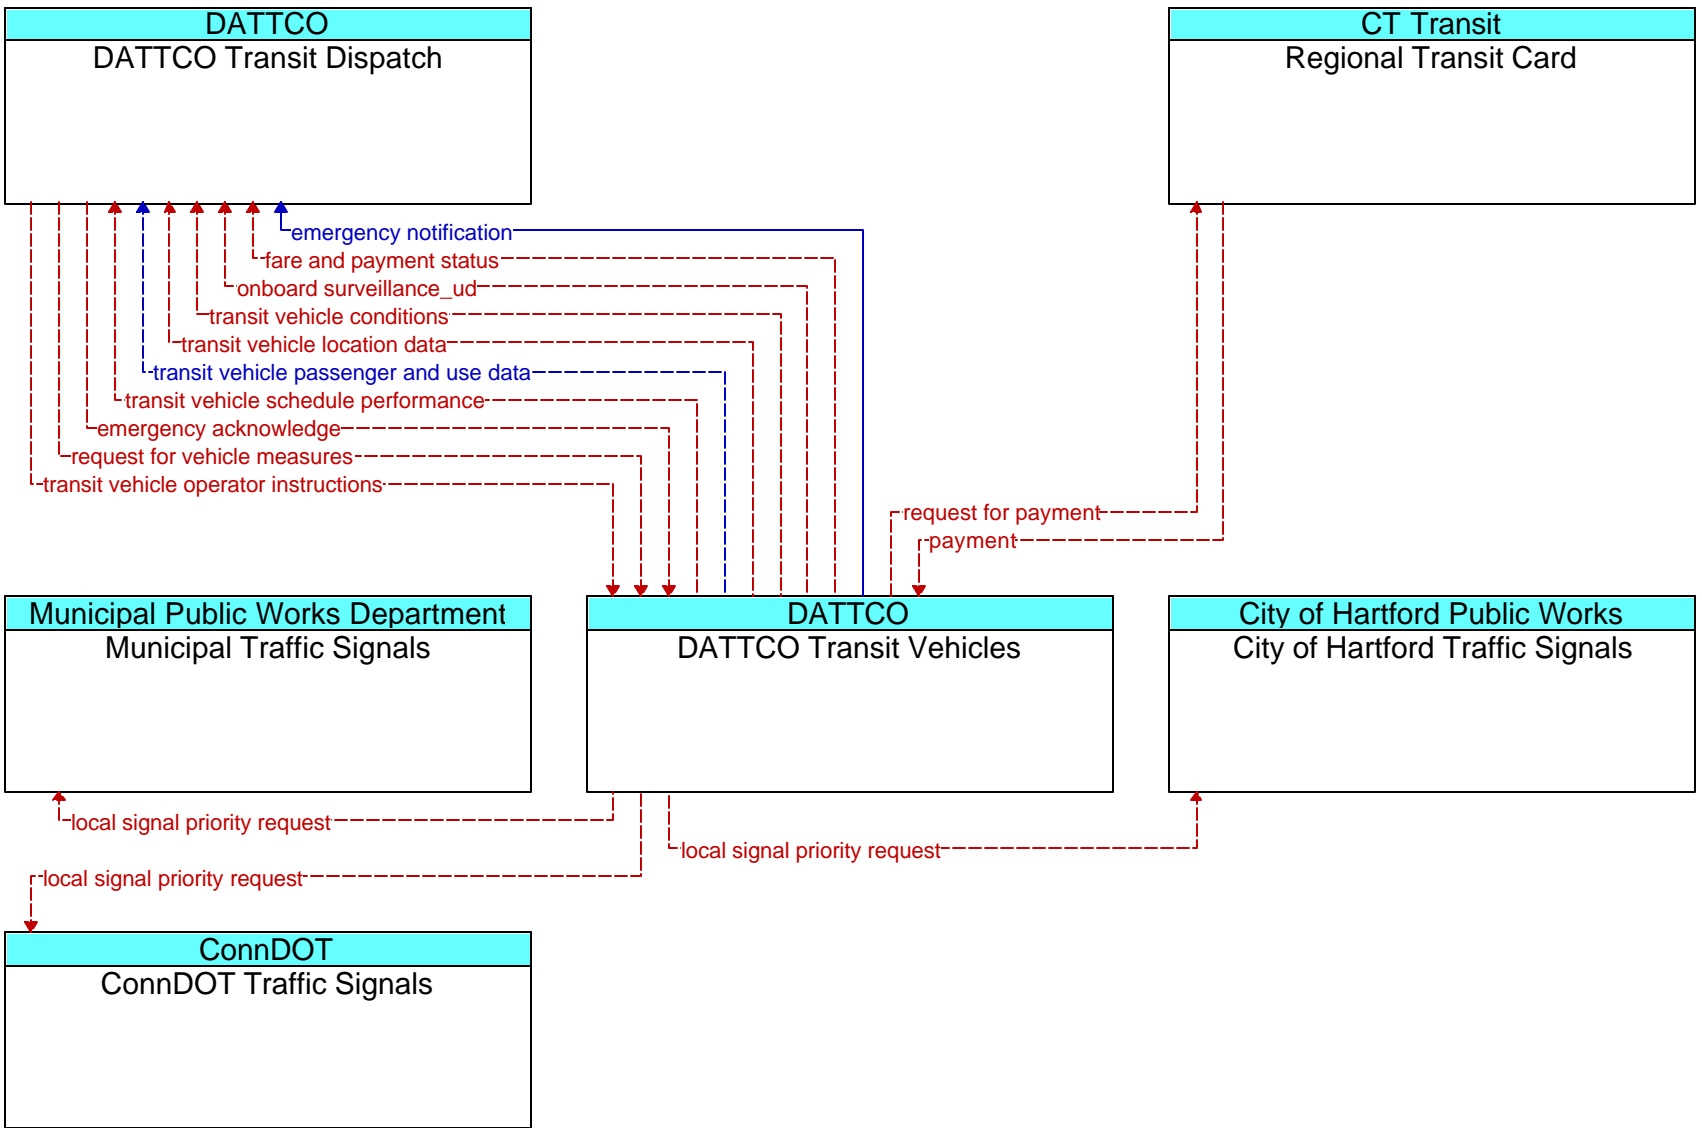 DATTCO
DATTCO Transit Dispatch
CT Transit
Regional Transit Card
emergency notification
fare and payment status
onboard surveillance_ud
transit vehicle conditions
transit vehicle location data
transit vehicle passenger and use data
transit vehicle schedule performance
emergency acknowledge
request for vehicle measures
transit vehicle operator instructions
request for payment
payment
Municipal Public Works Department
Municipal Traffic Signals
DATTCO
DATTCO Transit Vehicles
City of Hartford Public Works
City of Hartford Traffic Signals
local signal priority request
local signal priority request
local signal priority request
ConnDOT
ConnDOT Traffic Signals